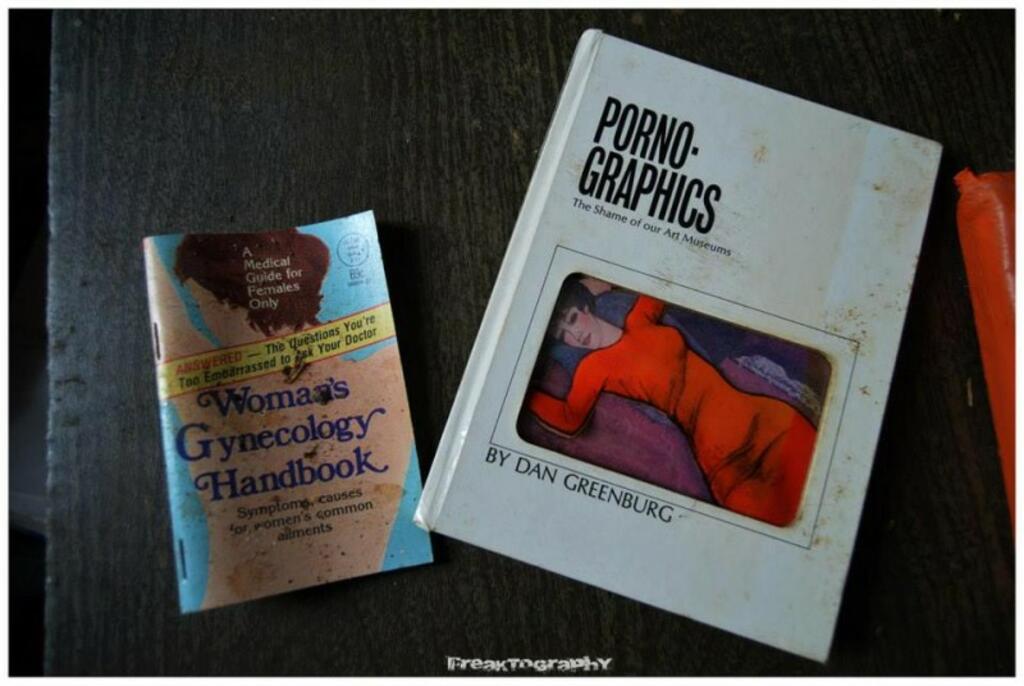 A
Medical
Guide for
Females
Only
ANSWERED — The Questions You're
Too Embarrassed to Ask Your Doctor
Woman's
Gynecology
Handbook
Symptoms, causes
for women's common
ailments
PORNO-
GRAPHICS
The Shame of our Art Museums
BY DAN GREENBURG
FREAKTOGRAPHY